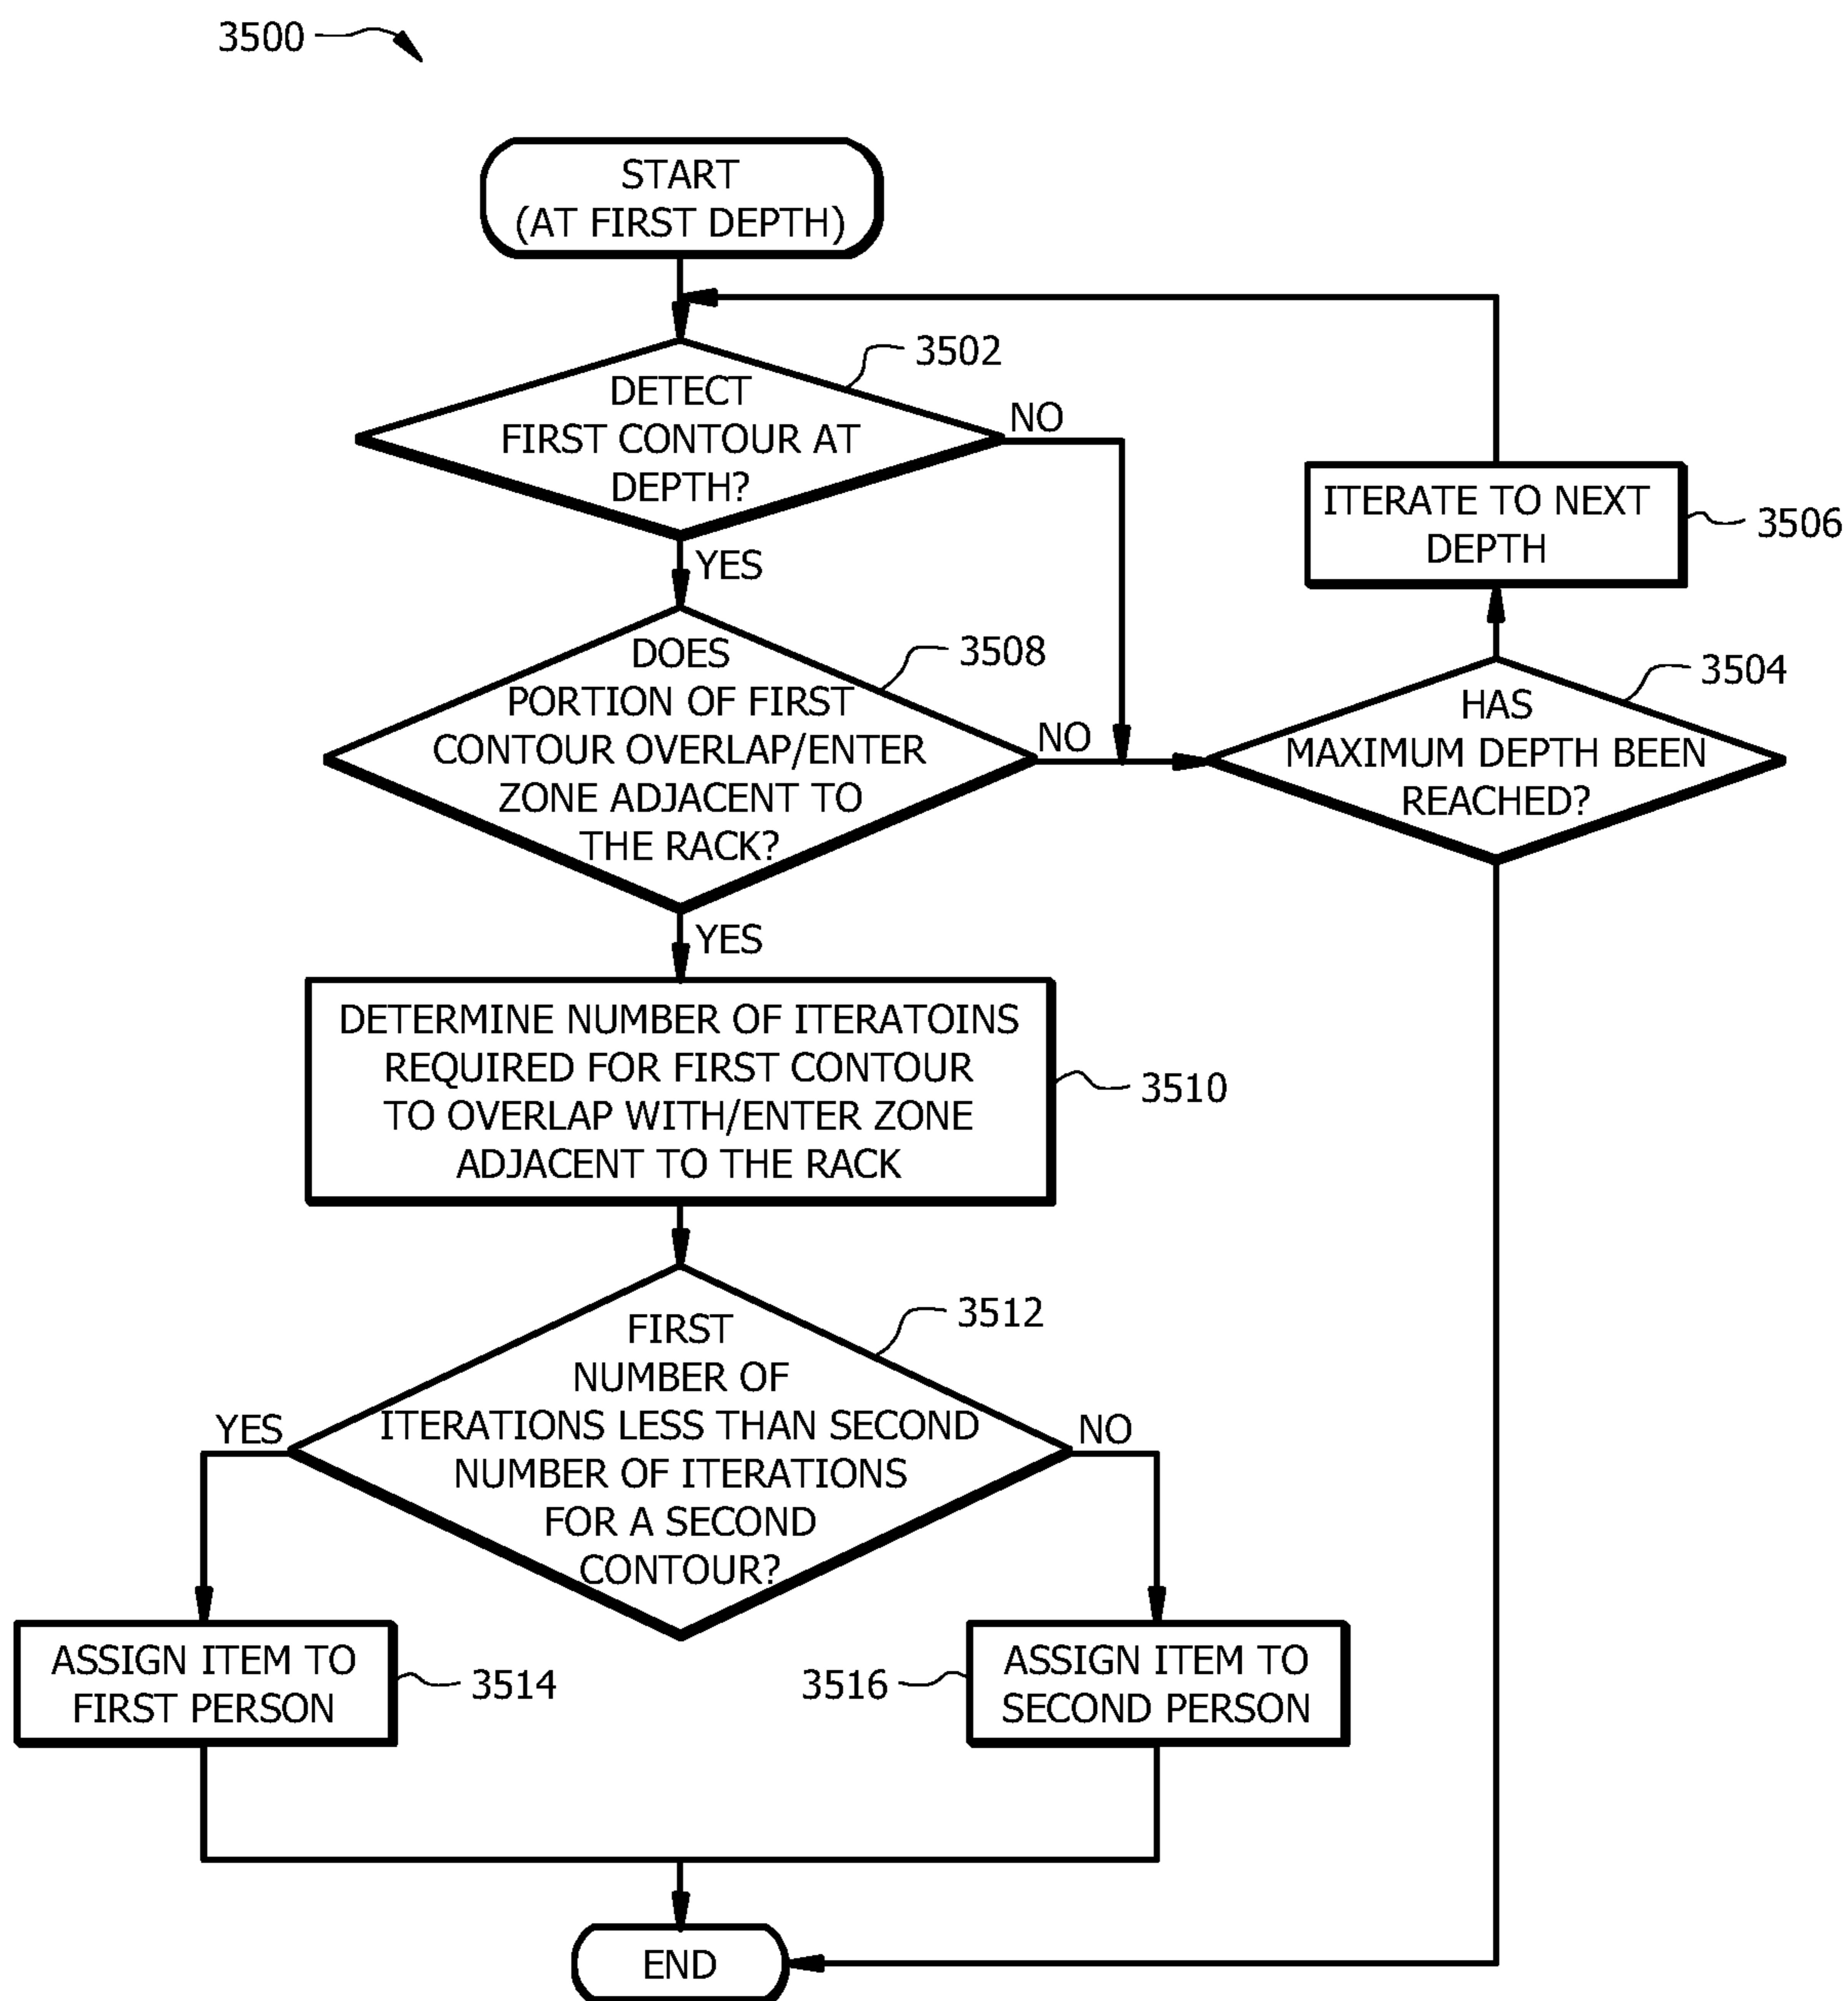 3500
START
(AT FIRST DEPTH)
3502
DETECT
FIRST CONTOUR AT
DEPTH?
NO
YES
ITERATE TO NEXT
DEPTH
3506
DOES
PORTION OF FIRST
CONTOUR OVERLAP/ENTER
ZONE ADJACENT TO
THE RACK?
3508
NO
YES
3504
HAS
MAXIMUM DEPTH BEEN
REACHED?
DETERMINE NUMBER OF ITERATOINS
REQUIRED FOR FIRST CONTOUR
TO OVERLAP WITH/ENTER ZONE
ADJACENT TO THE RACK
3510
3512
FIRST
NUMBER OF
ITERATIONS LESS THAN SECOND
NUMBER OF ITERATIONS
FOR A SECOND
CONTOUR?
YES
NO
ASSIGN ITEM TO
FIRST PERSON
3514
3516
ASSIGN ITEM TO
SECOND PERSON
END